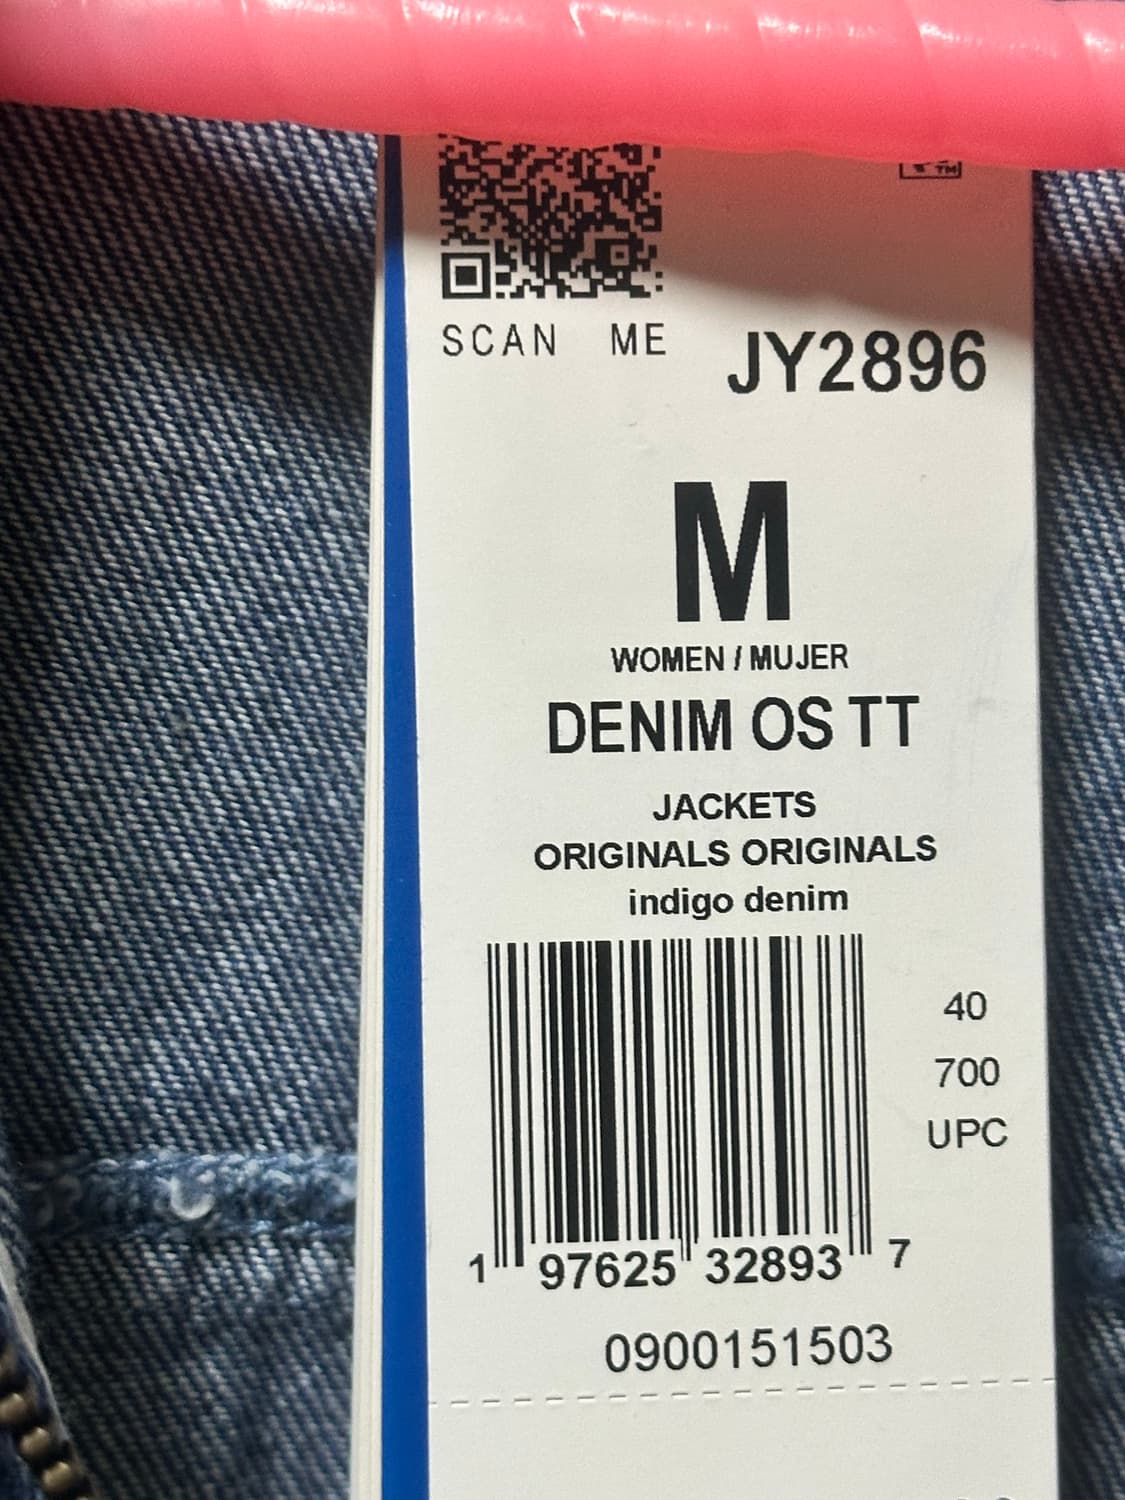 TM
SCAN ME
JY2896
M
WOMEN / MUJER
DENIM OS TT
JACKETS
ORIGINALS ORIGINALS
indigo denim
40
700
UPC
1 97625 32893 7
0900151503